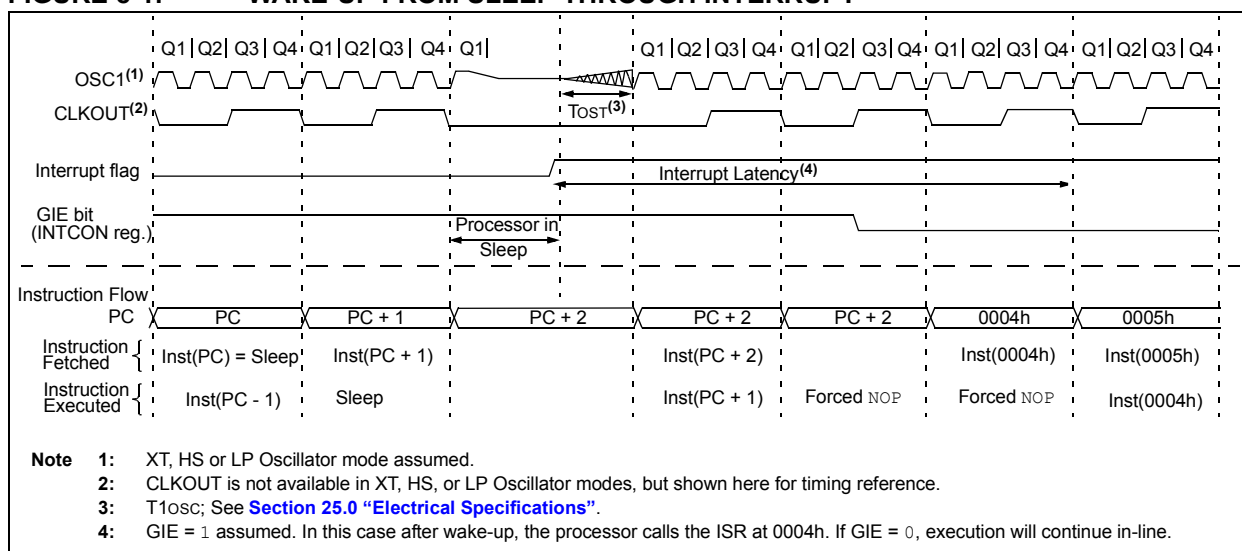 FIGURE 8-1: WAKE-UP FROM SLEEP THROUGH INTERRUPT
Q1 Q2 Q3 Q4 Q1 Q2 Q3 Q4 Q1 Q1 Q2 Q3 Q4 Q1 Q2 Q3 Q4 Q1 Q2 Q3 Q4 Q1 Q2 Q3 Q4
OSC1(1)
CLKOUT(2)
TOST(3)
Interrupt flag
Interrupt Latency(4)
GIE bit
(INTCON reg.)
Processor in
Sleep
Instruction Flow
PC PC PC + 1 PC + 2 PC + 2 PC + 2 0004h 0005h
Instruction
Fetched
Inst(PC) = Sleep Inst(PC + 1) Inst(PC + 2) Inst(0004h) Inst(0005h)
Instruction
Executed
Inst(PC - 1) Sleep Inst(PC + 1) Forced NOP Forced NOP Inst(0004h)
Note 1: XT, HS or LP Oscillator mode assumed.
2: CLKOUT is not available in XT, HS, or LP Oscillator modes, but shown here for timing reference.
3: T1OSC; See Section 25.0 “Electrical Specifications”.
4: GIE = 1 assumed. In this case after wake-up, the processor calls the ISR at 0004h. If GIE = 0, execution will continue in-line.